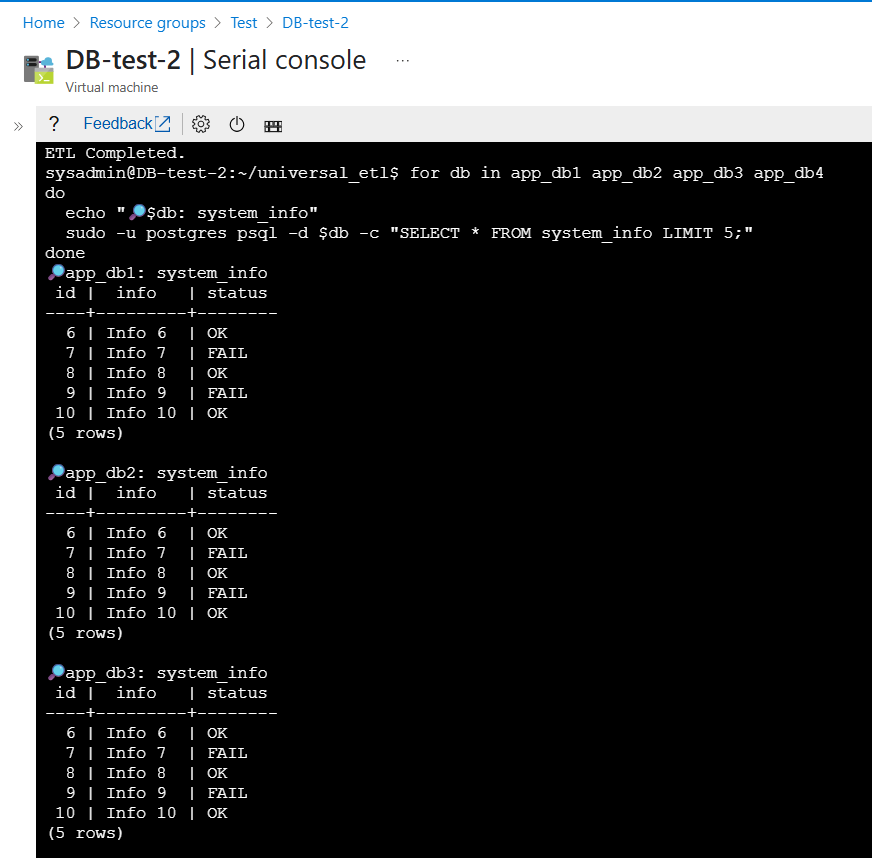 Home > Resource groups > Test > DB-test-2
DB-test-2 | Serial console ...
Virtual machine
» ? Feedback
ETL Completed.
sysadmin@DB-test-2:~/universal_etl$ for db in app_db1 app_db2 app_db3 app_db4
do
  echo "🔎$db: system_info"
  sudo -u postgres psql -d $db -c "SELECT * FROM system_info LIMIT 5;"
done
🔎app_db1: system_info
 id |  info   | status
----+---------+--------
  6 | Info 6  | OK
  7 | Info 7  | FAIL
  8 | Info 8  | OK
  9 | Info 9  | FAIL
 10 | Info 10 | OK
(5 rows)

🔎app_db2: system_info
 id |  info   | status
----+---------+--------
  6 | Info 6  | OK
  7 | Info 7  | FAIL
  8 | Info 8  | OK
  9 | Info 9  | FAIL
 10 | Info 10 | OK
(5 rows)

🔎app_db3: system_info
 id |  info   | status
----+---------+--------
  6 | Info 6  | OK
  7 | Info 7  | FAIL
  8 | Info 8  | OK
  9 | Info 9  | FAIL
 10 | Info 10 | OK
(5 rows)